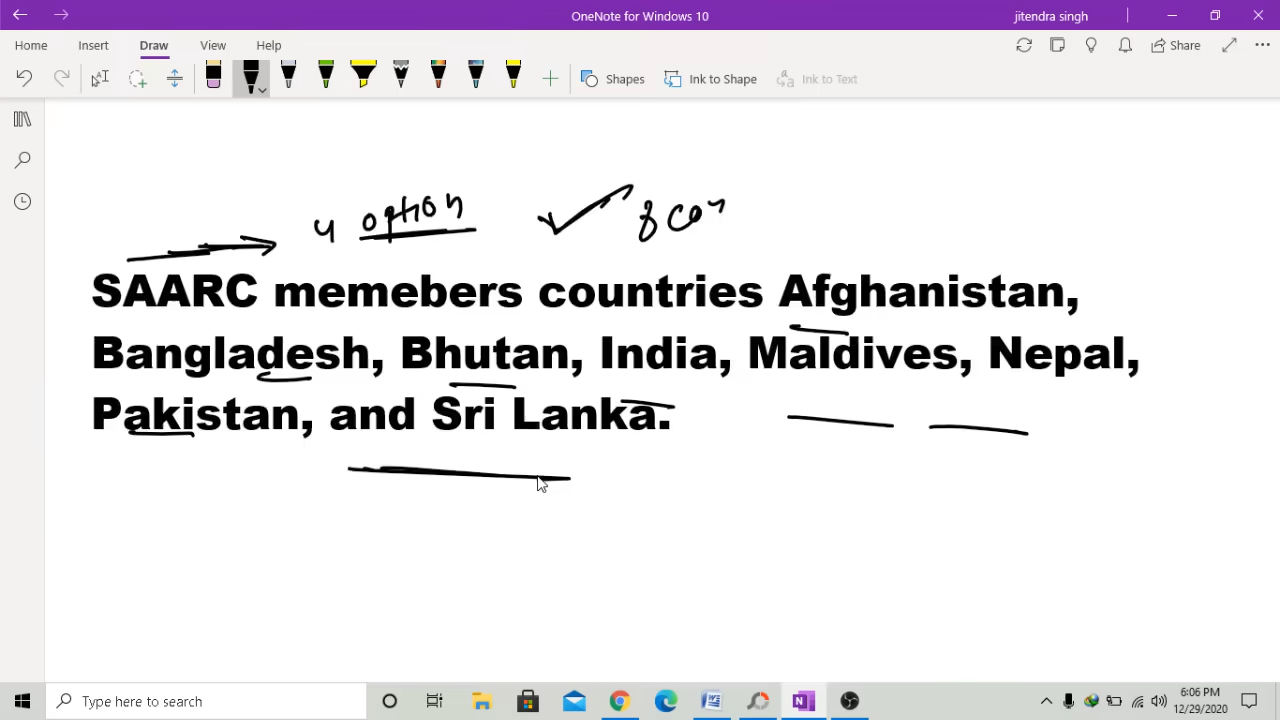 OneNote for Windows 10
jitendra singh
Home Insert Draw View Help
Share
Shapes Ink to Shape Ink to Text
4 option
SAARC memebers countries Afghanistan,
Bangladesh, Bhutan, India, Maldives, Nepal,
Pakistan, and Sri Lanka.
Type here to search
6:06 PM
12/29/2020